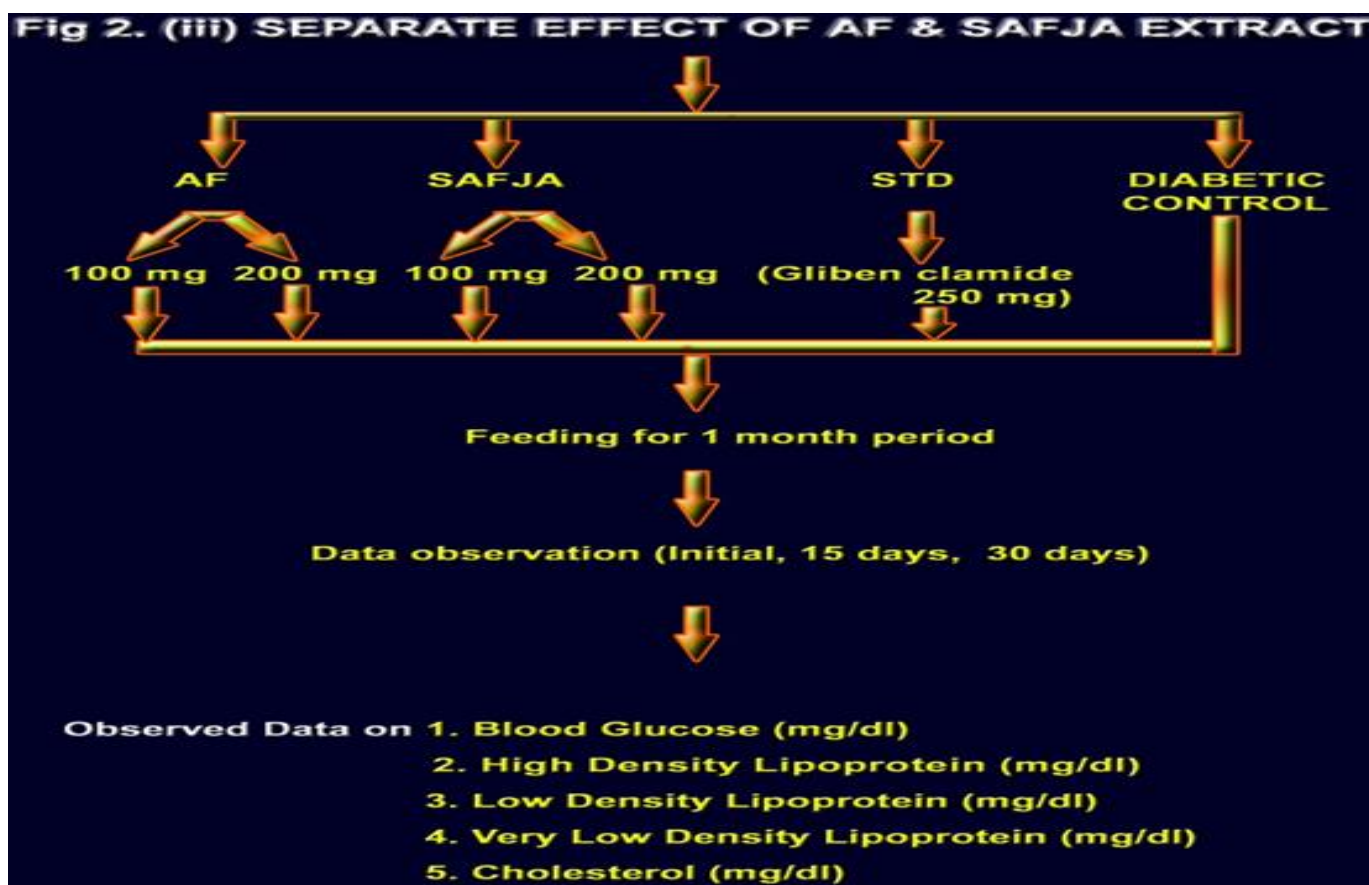 Fig 2. (iii) SEPARATE EFFECT OF AF & SAFJA EXTRACT
AF SAFJA STD DIABETIC
CONTROL
100 mg 200 mg 100 mg 200 mg (Gliben clamide
250 mg)
Feeding for 1 month period
Data observation (Initial, 15 days, 30 days)
Observed Data on 1. Blood Glucose (mg/dl)
2. High Density Lipoprotein (mg/dl)
3. Low Density Lipoprotein (mg/dl)
4. Very Low Density Lipoprotein (mg/dl)
5. Cholesterol (mg/dl)